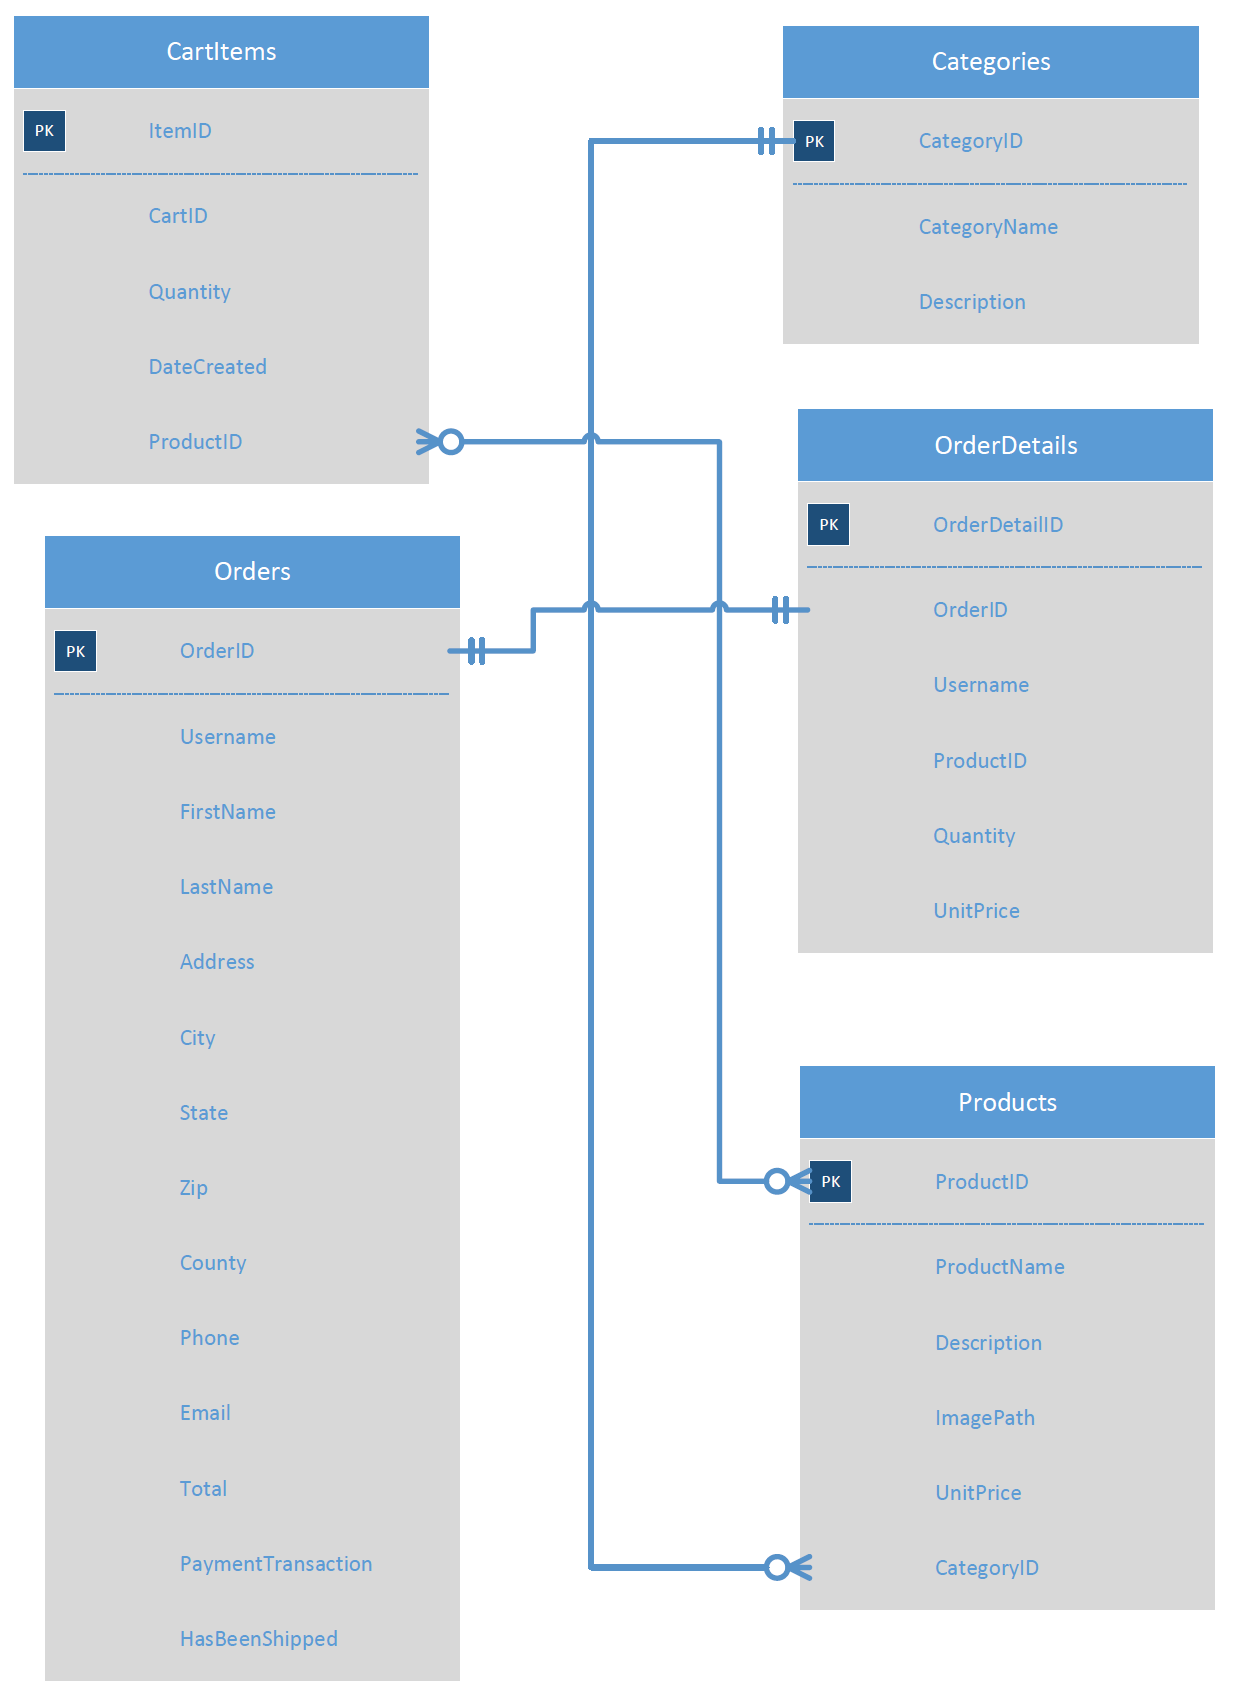 CartItems
PK
ItemID
CartID
Quantity
DateCreated
ProductID
Categories
PK
CategoryID
CategoryName
Description
OrderDetails
PK
OrderDetailID
OrderID
Username
ProductID
Quantity
UnitPrice
Orders
PK
OrderID
Username
FirstName
LastName
Address
City
State
Zip
County
Phone
Email
Total
PaymentTransaction
HasBeenShipped
Products
PK
ProductID
ProductName
Description
ImagePath
UnitPrice
CategoryID